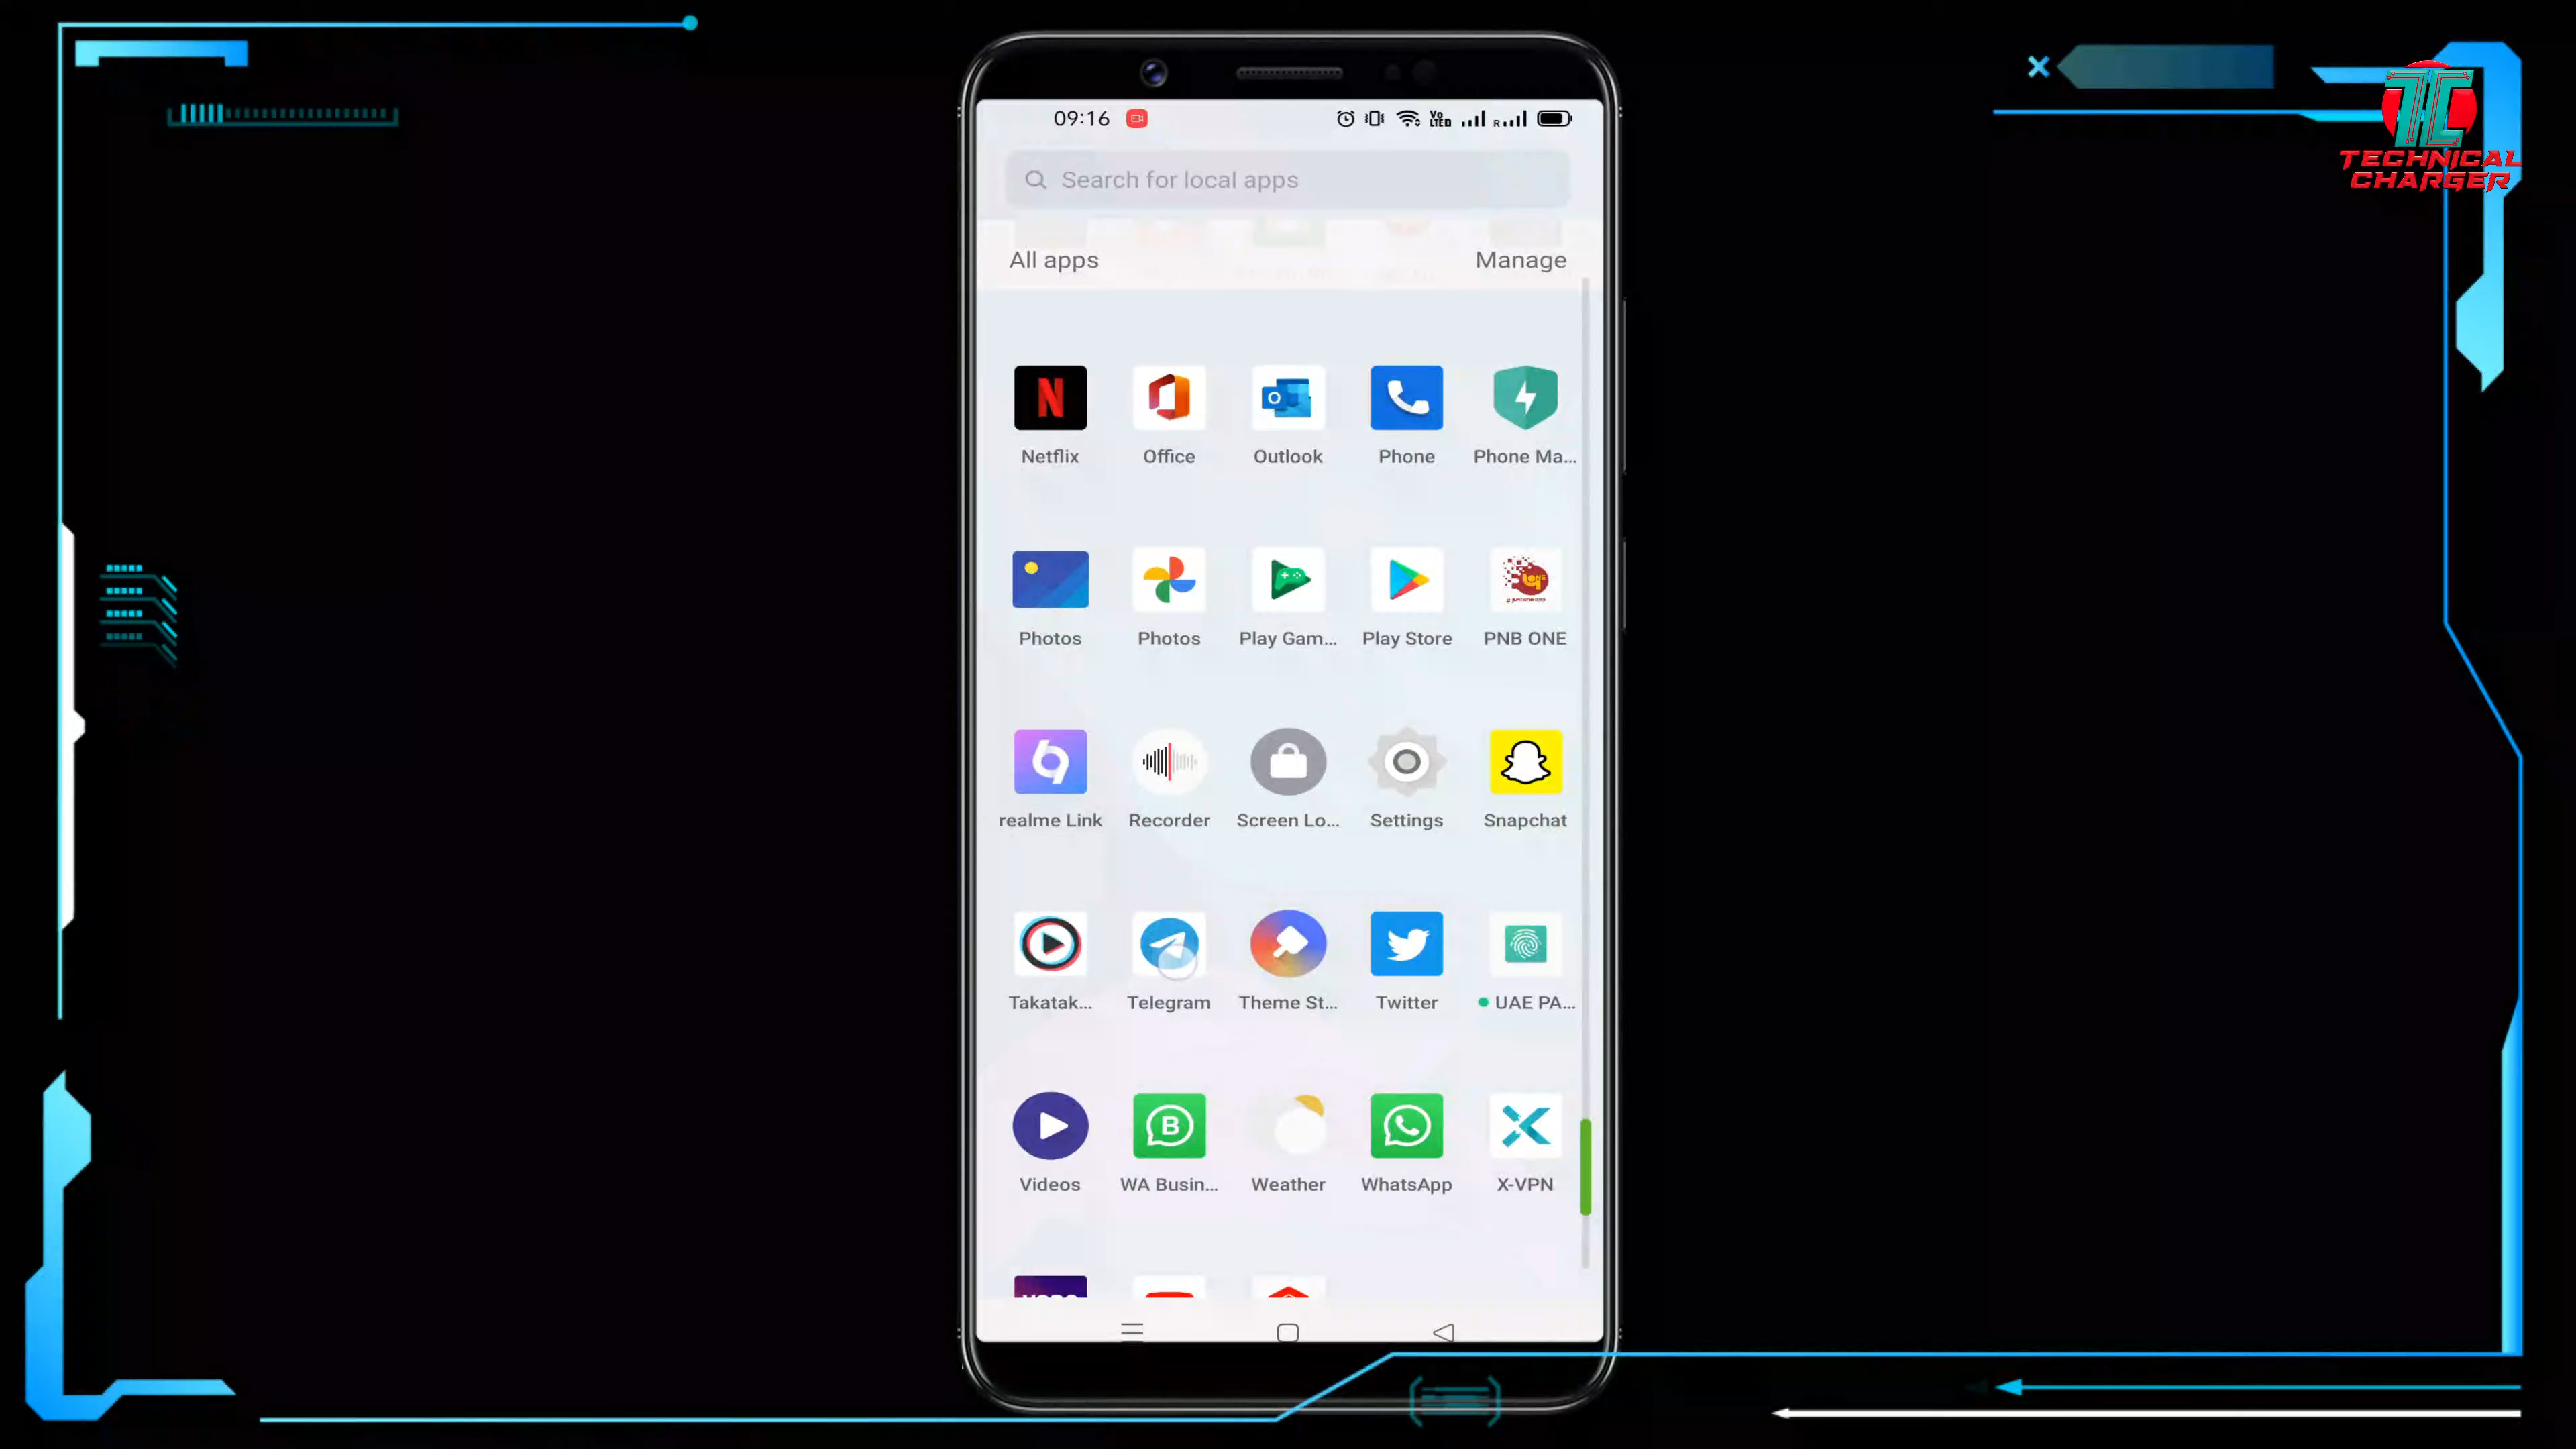 09:16
Search for local apps
TECHNICAL
CHARGER
All apps
Manage
Netflix
Office
Outlook
Phone
Phone Ma...
Photos
Photos
Play Gam...
Play Store
PNB ONE
realme Link
Recorder
Screen Lo...
Settings
Snapchat
Takatak...
Telegram
Theme St...
Twitter
UAE PA...
Videos
WA Busin...
Weather
WhatsApp
X-VPN